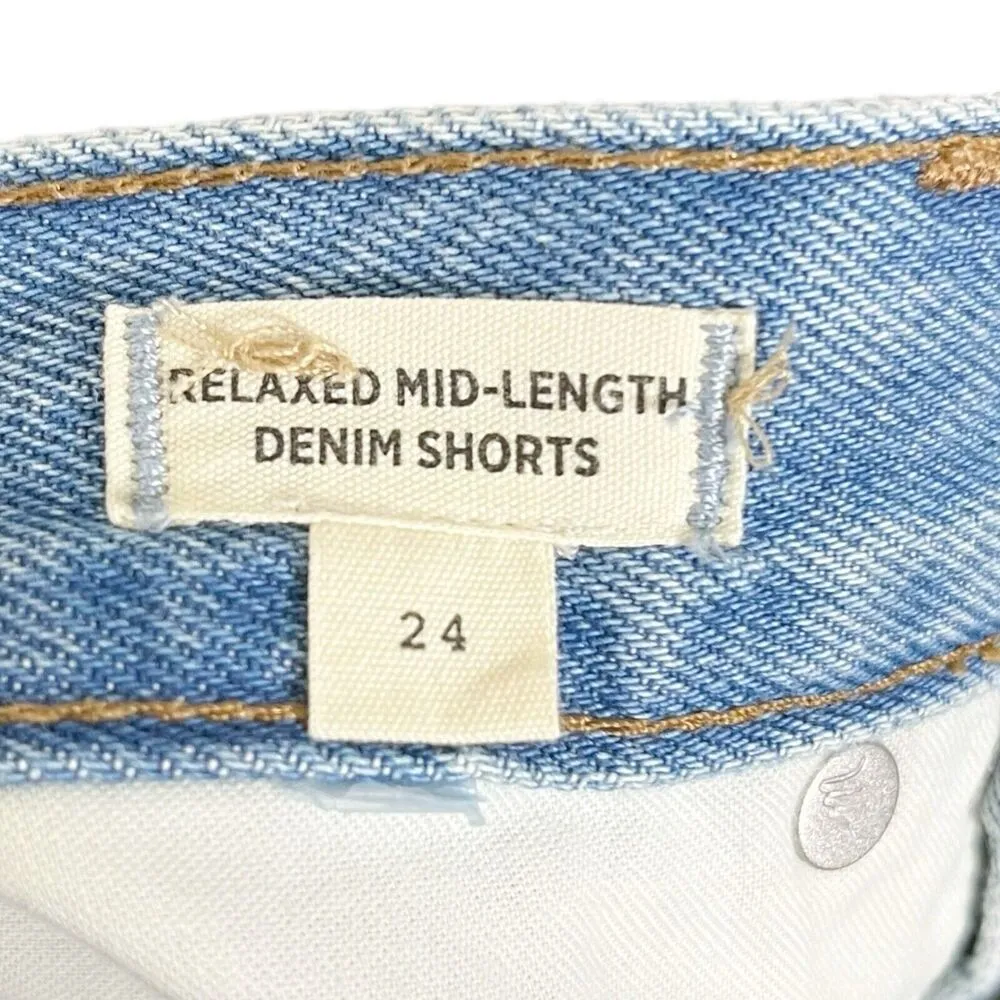 RELAXED MID-LENGTH
DENIM SHORTS
24